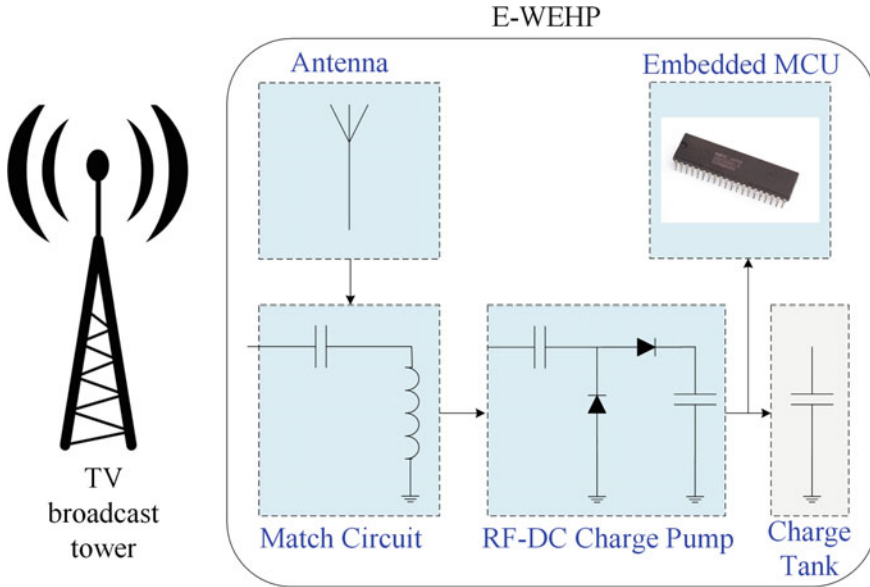 E-WEHP
Antenna
Embedded MCU
TV
broadcast
tower
Match Circuit
RF-DC Charge Pump
Charge
Tank